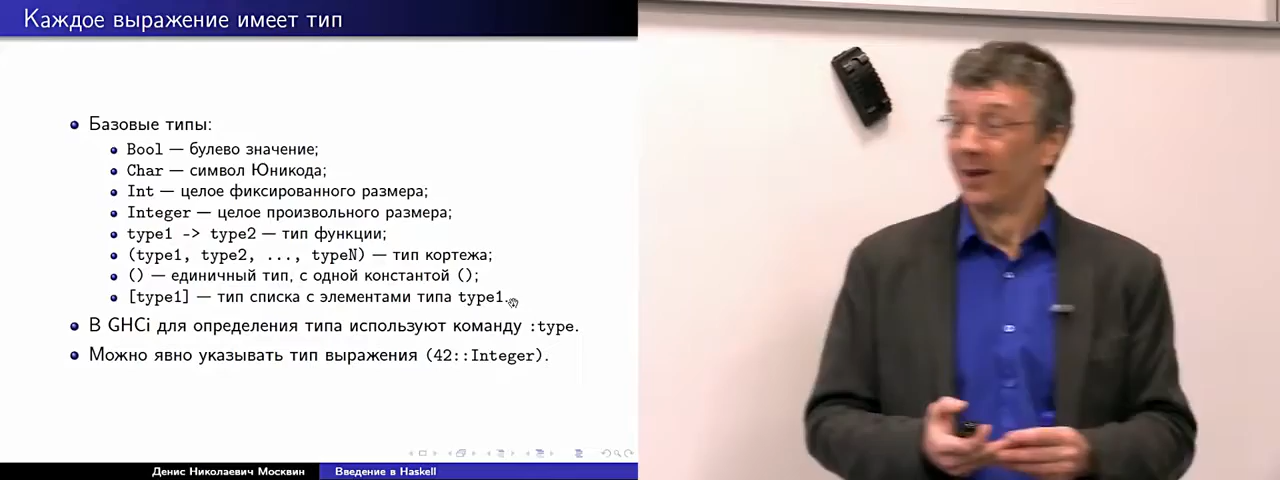 Каждое выражение имеет тип
Базовые типы:
Bool — булево значение;
Char — символ Юникода;
Int — целое фиксированного размера;
Integer — целое произвольного размера;
type1 -> type2 — тип функции;
(type1, type2, ..., typeN) — тип кортежа;
() — единичный тип, с одной константой ();
[type1] — тип списка с элементами типа type1.
В GHCi для определения типа используют команду :type.
Можно явно указывать тип выражения (42::Integer).
Денис Николаевич Москвин
Введение в Haskell